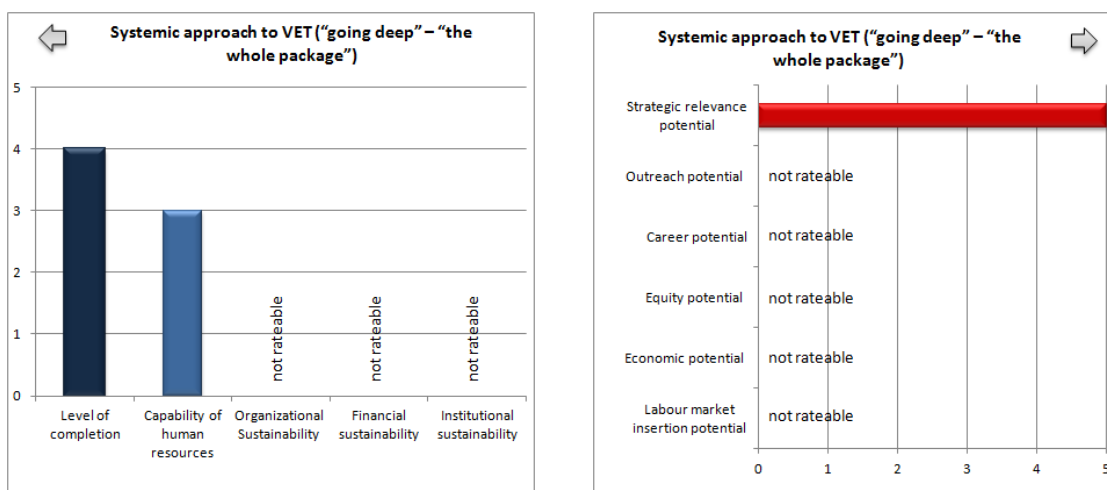 Systemic approach to VET (“going deep” – “the
whole package”)
5
4
3
2
1
0
not rateable
not rateable
not rateable
Level of
completion
Capability of
human
resources
Organizational
Sustainability
Financial
sustainability
Institutional
sustainability
Systemic approach to VET (“going deep” – “the
whole package”)
Strategic relevance
potential
Outreach potential
not rateable
Career potential
not rateable
Equity potential
not rateable
Economic potential
not rateable
Labour market
insertion potential
not rateable
0
1
2
3
4
5